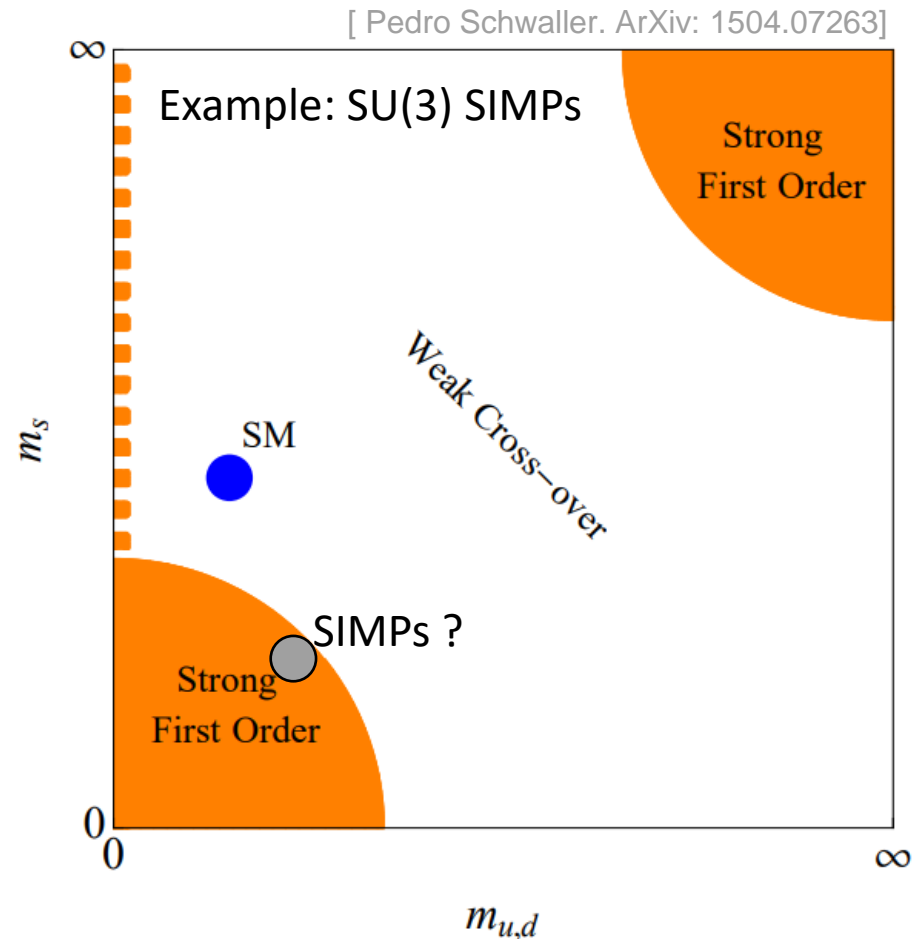 [ Pedro Schwaller. ArXiv: 1504.07263]
∞
Example: SU(3) SIMPs
Strong
First Order
Weak Cross-over
m_s
SM
SIMPs ?
Strong
First Order
0
0
∞
m_{u,d}